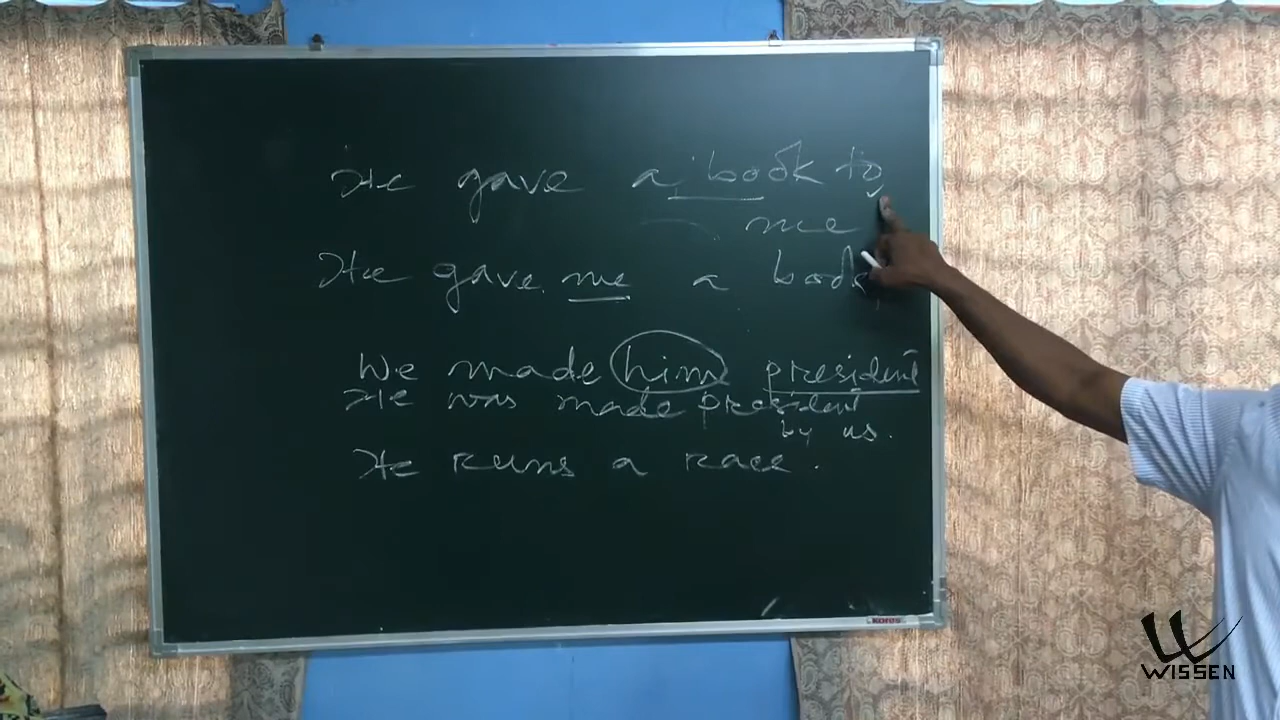 He gave a book to
me
He gave me a book
We made him president
He was made president
by us.
He runs a race.
KORES
WISSEN